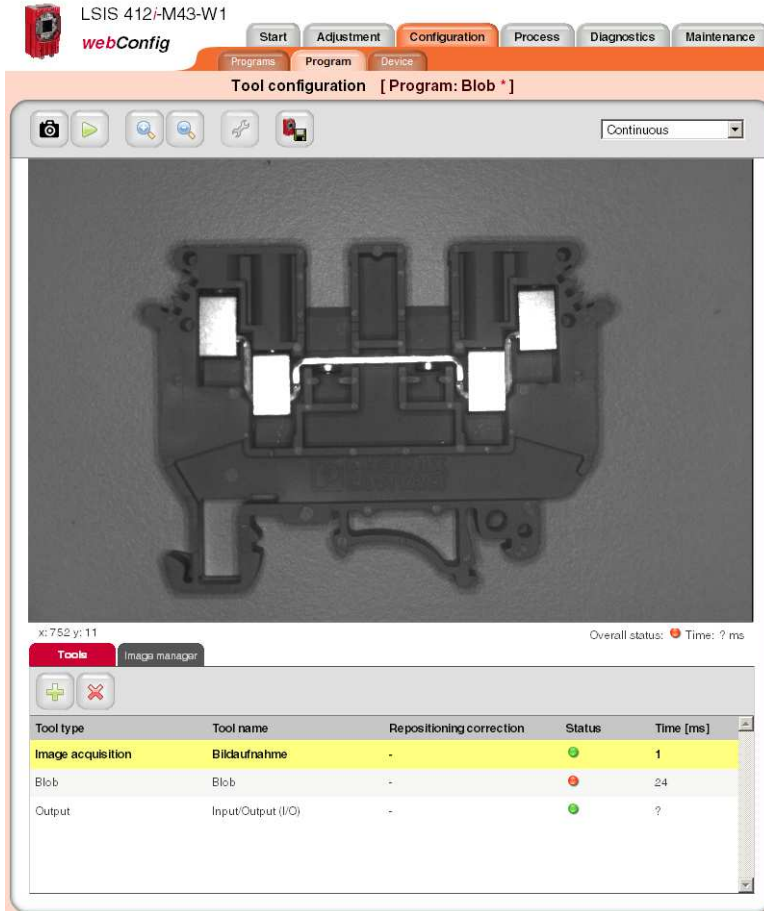 LSIS 412i-M43-W1
webConfig
Start Adjustment Configuration Process Diagnostics Maintenance
Programs Program Device
Tool configuration [ Program: Blob * ]
Continuous
x: 752 y: 11
Overall status: Time: ? ms
Tools Image manager
Tool type Tool name Repositioning correction Status Time [ms]
Image acquisition Bildaufnahme - 1
Blob Blob - 24
Output Input/Output (I/O) - ?